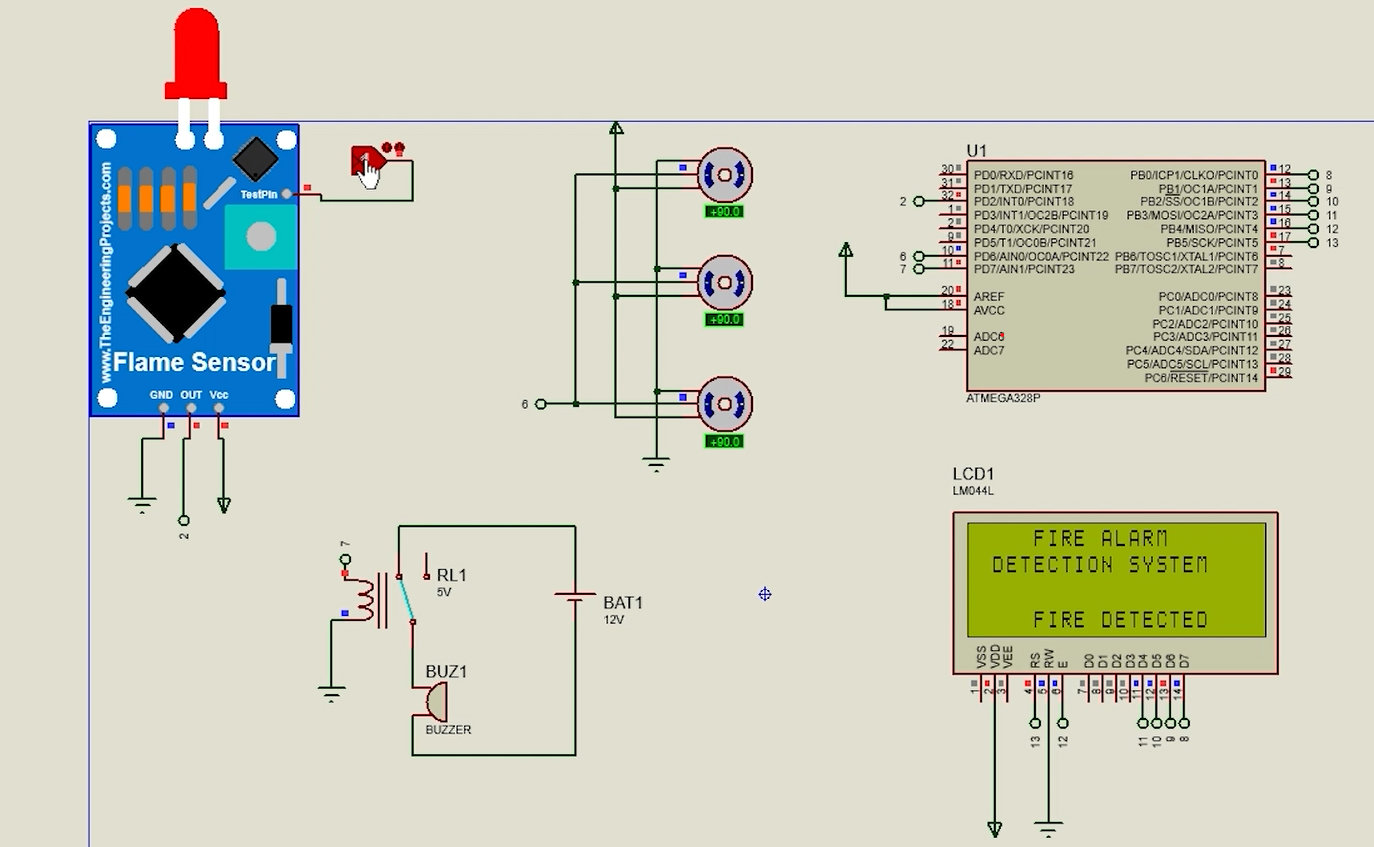 www.TheEngineeringProjects.com
TestPin
Flame Sensor
GND OUT Vcc
2
+90.0
+90.0
+90.0
6
U1
30 PD0/RXD/PCINT16
31 PD1/TXD/PCINT17
2 32 PD2/INT0/PCINT18
1 PD3/INT1/OC2B/PCINT19
2 PD4/T0/XCK/PCINT20
9 PD5/T1/OC0B/PCINT21
6 10 PD6/AIN0/OC0A/PCINT22
7 11 PD7/AIN1/PCINT23
20 AREF
18 AVCC
19 ADC6
22 ADC7
PB0/ICP1/CLKO/PCINT0 12 8
PB1/OC1A/PCINT1 13 9
PB2/SS/OC1B/PCINT2 14 10
PB3/MOSI/OC2A/PCINT3 15 11
PB4/MISO/PCINT4 16 12
PB5/SCK/PCINT5 17 13
PB6/TOSC1/XTAL1/PCINT6 7
PB7/TOSC2/XTAL2/PCINT7 8
PC0/ADC0/PCINT8 23
PC1/ADC1/PCINT9 24
PC2/ADC2/PCINT10 25
PC3/ADC3/PCINT11 26
PC4/ADC4/SDA/PCINT12 27
PC5/ADC5/SCL/PCINT13 28
PC6/RESET/PCINT14 29
ATMEGA328P
7
RL1
5V
BAT1
12V
BUZ1
BUZZER
LCD1
LM044L
FIRE ALARM
DETECTION SYSTEM
FIRE DETECTED
VSS VDD VEE RS RW E D0 D1 D2 D3 D4 D5 D6 D7
1 2 3 4 5 6 7 8 9 10 11 12 13 14
13 12 11 10 9 8